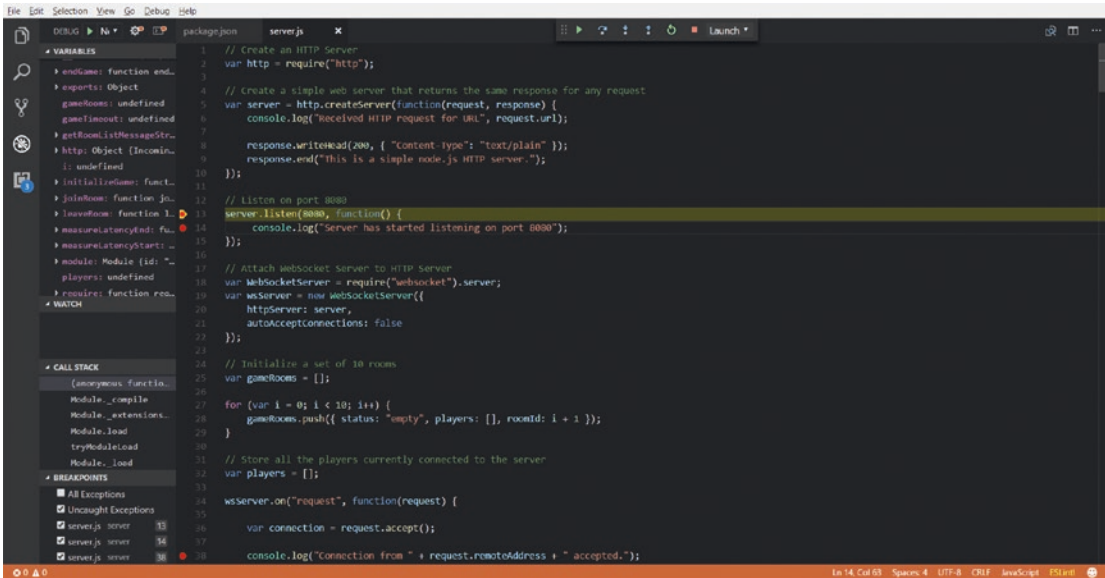 File Edit Selection View Go Debug Help
DEBUG
package.json
server.js
Launch
VARIABLES
endGame: function end…
exports: Object
gameRooms: undefined
gameTimeout: undefined
getRoomListMessageStr…
http: Object {Incomin…
i: undefined
initializeGame: funct…
joinRoom: function jo…
leaveRoom: function l…
measureLatencyEnd: fu…
measureLatencyStart: …
module: Module {id: "…
players: undefined
require: function req…
WATCH
CALL STACK
(anonymous functio…
Module._compile
Module._extensions…
Module.load
tryModuleLoad
Module._load
BREAKPOINTS
All Exceptions
Uncaught Exceptions
server.js server 13
server.js server 14
server.js server 38
1 // Create an HTTP Server
2 var http = require("http");
3
4 // Create a simple web server that returns the same response for any request
5 var server = http.createServer(function(request, response) {
6 console.log("Received HTTP request for URL", request.url);
7
8 response.writeHead(200, { "Content-Type": "text/plain" });
9 response.end("This is a simple node.js HTTP server.");
10 });
11
12 // Listen on port 8080
13 server.listen(8080, function() {
14 console.log("Server has started listening on port 8080");
15 });
16
17 // Attach WebSocket Server to HTTP Server
18 var WebSocketServer = require("websocket").server;
19 var wsServer = new WebSocketServer({
20 httpServer: server,
21 autoAcceptConnections: false
22 });
23
24 // Initialize a set of 10 rooms
25 var gameRooms = [];
26
27 for (var i = 0; i < 10; i++) {
28 gameRooms.push({ status: "empty", players: [], roomId: i + 1 });
29 }
30
31 // Store all the players currently connected to the server
32 var players = [];
33
34 wsServer.on("request", function(request) {
35
36 var connection = request.accept();
37
38 console.log("Connection from " + request.remoteAddress + " accepted.");
0 0
Ln 14, Col 63 Spaces: 4 UTF-8 CRLF JavaScript ESLint!